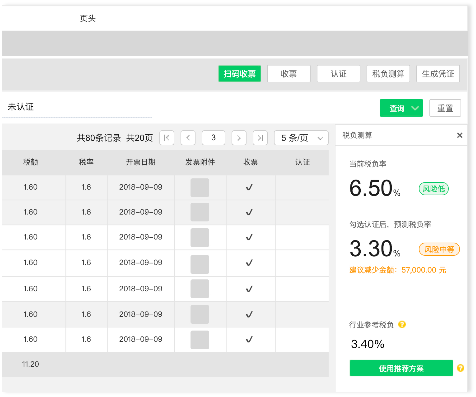 页头
扫码收票 收票 认证 税负测算 生成凭证
未认证 查询 重置
共80条记录 共20页 3 5 条/页
税额 税率 开票日期 发票附件 收票 认证
1.60 1.6 2018-09-09
1.60 1.6 2018-09-09
1.60 1.6 2018-09-09
1.60 1.6 2018-09-09
1.60 1.6 2018-09-09
1.60 1.6 2018-09-09
1.60 1.6 2018-09-09
11.20
税负测算
当前税负率
6.50% 风险低
勾选认证后，预测税负率
3.30% 风险中等
建议减少金额：57,000.00 元
行业参考税负 ?
3.40%
使用推荐方案 ?